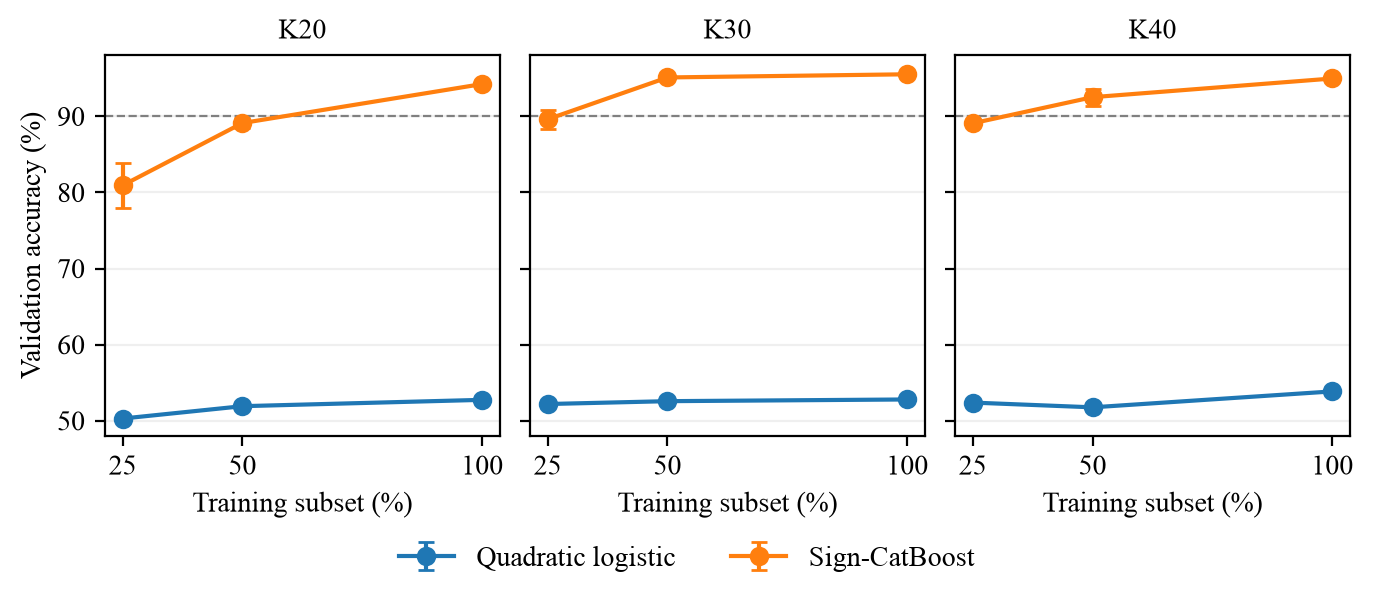 K20 K30 K40
Validation accuracy (%)
90
80
70
60
50
25 50 100 25 50 100 25 50 100
Training subset (%) Training subset (%) Training subset (%)
Quadratic logistic Sign-CatBoost